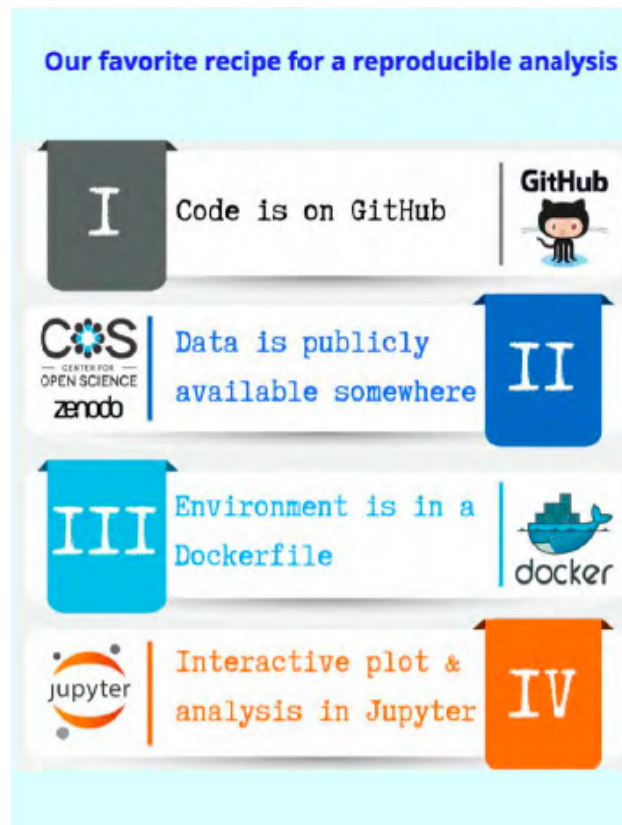 Our favorite recipe for a reproducible analysis
I
Code is on GitHub
GitHub
COS
CENTER FOR
OPEN SCIENCE
zenodo
Data is publicly
available somewhere
II
III
Environment is in a
Dockerfile
docker
jupyter
Interactive plot &
analysis in Jupyter
IV